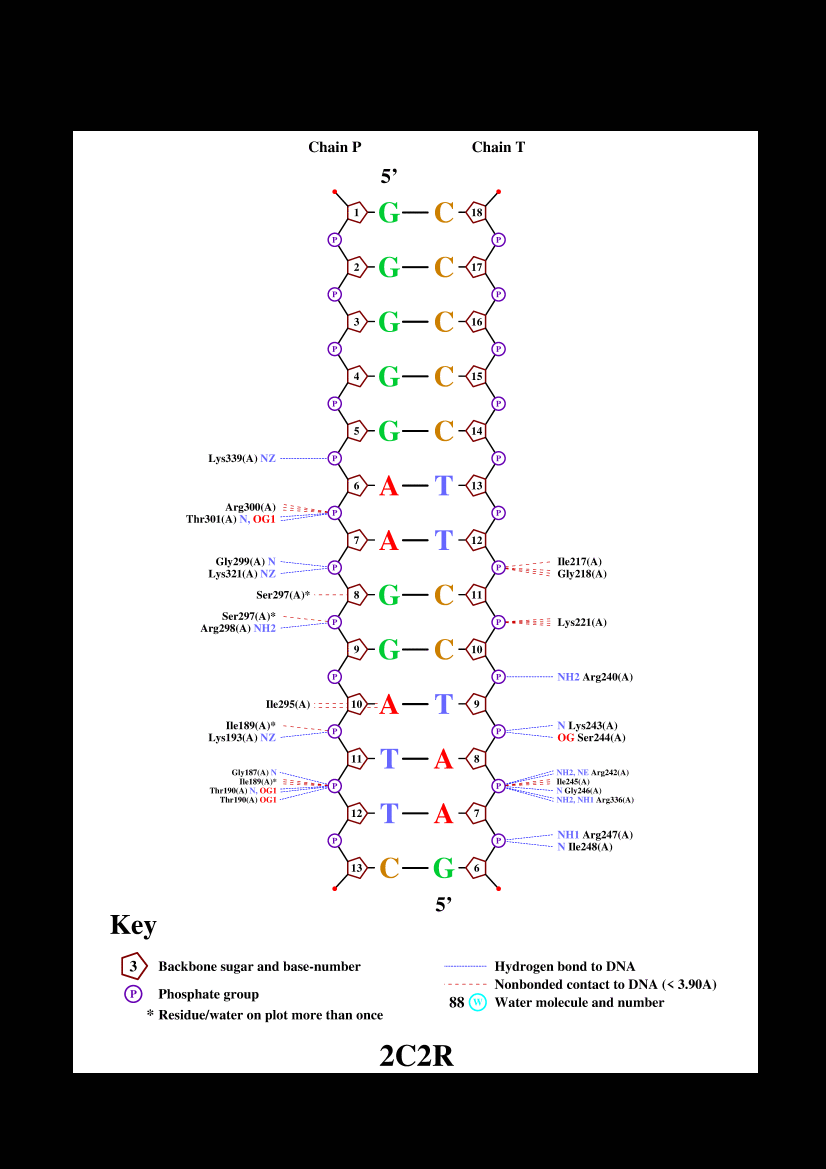 Chain P Chain T
5’
1 G C 18
P P
2 G C 17
P P
3 G C 16
P P
4 G C 15
P P
5 G C 14
Lys339(A) NZ P P
6 A T 13
Arg300(A)
P P
Thr301(A) N, OG1
7 A T 12
Gly299(A) N Ile217(A)
P P
Lys321(A) NZ Gly218(A)
Ser297(A)* 8 G C 11
Ser297(A)*
P P Lys221(A)
Arg298(A) NH2
9 G C 10
P P NH2 Arg240(A)
Ile295(A) 10 A T 9
Ile189(A)* N Lys243(A)
P P
Lys193(A) NZ OG Ser244(A)
11 T A 8
Gly187(A) N NH2, NE Arg242(A)
Ile189(A)* Ile245(A)
P P
Thr190(A) N, OG1 N Gly246(A)
Thr190(A) OG1 NH2, NH1 Arg336(A)
12 T A 7
NH1 Arg247(A)
P P
N Ile248(A)
13 C G 6
5’
Key
3 Backbone sugar and base-number
P Phosphate group
* Residue/water on plot more than once
Hydrogen bond to DNA
Nonbonded contact to DNA (< 3.90A)
88 W Water molecule and number
2C2R